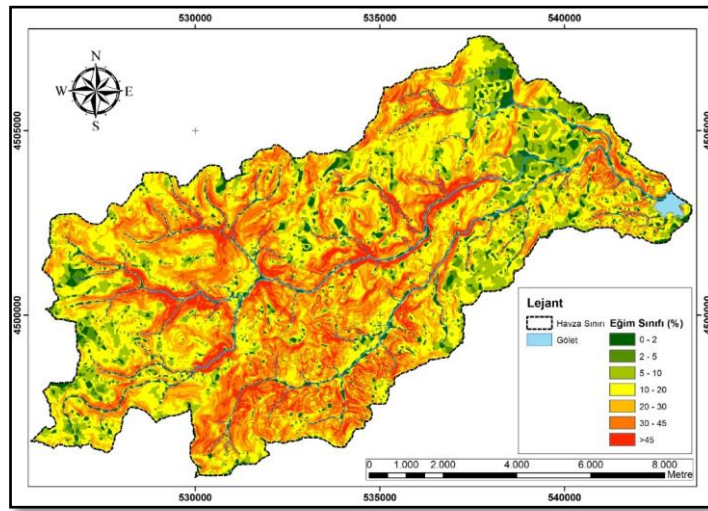 530000 535000 540000
N
W E
S
4505000 4505000
4500000 4500000
Lejant
Havza Sınırı
Gölet
Eğim Sınıfı (%)
0 - 2
2 - 5
5 - 10
10 - 20
20 - 30
30 - 45
>45
0 1.000 2.000 4.000 6.000 8.000
Metre
530000 535000 540000